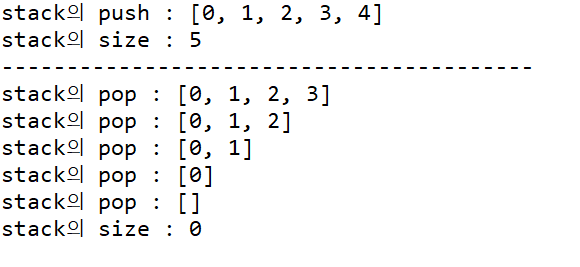 stack의 push : [0, 1, 2, 3, 4]
stack의 size : 5
-----------------------------------------
stack의 pop : [0, 1, 2, 3]
stack의 pop : [0, 1, 2]
stack의 pop : [0, 1]
stack의 pop : [0]
stack의 pop : []
stack의 size : 0